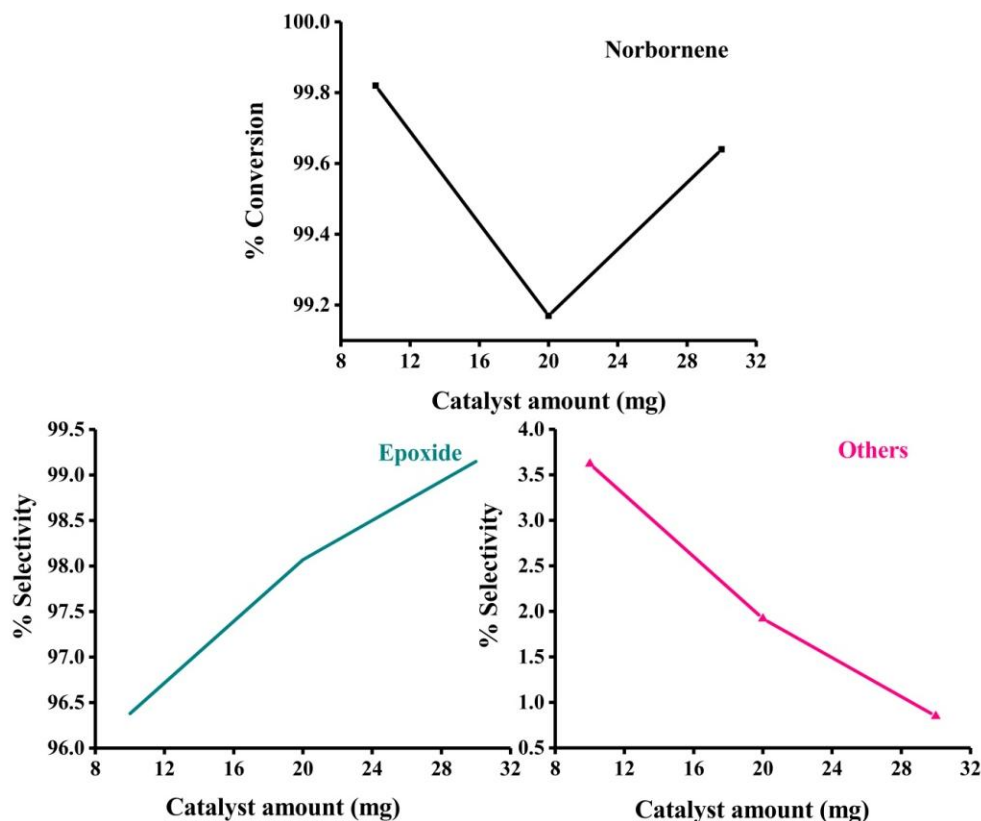 100.0
Norbornene
99.8
99.6
99.4
99.2
% Conversion
8 12 16 20 24 28 32
Catalyst amount (mg)
99.5
Epoxide
99.0
98.5
98.0
97.5
97.0
96.5
96.0
% Selectivity
8 12 16 20 24 28 32
Catalyst amount (mg)
4.0
Others
3.5
3.0
2.5
2.0
1.0
0.5
% Selectivity
8 12 16 20 24 28 32
Catalyst amount (mg)